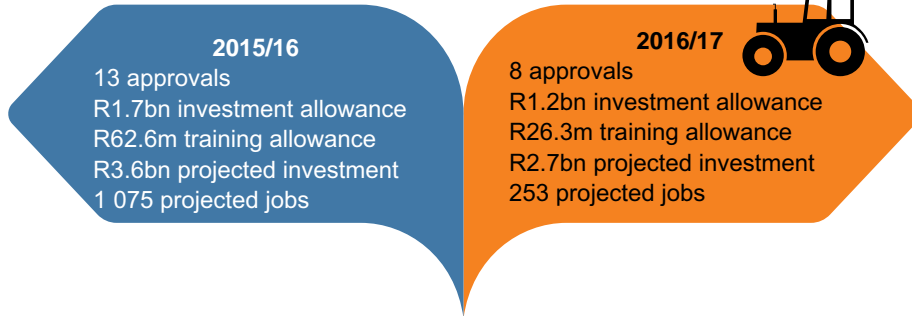 2015/16
13 approvals
R1.7bn investment allowance
R62.6m training allowance
R3.6bn projected investment
1 075 projected jobs
2016/17
8 approvals
R1.2bn investment allowance
R26.3m training allowance
R2.7bn projected investment
253 projected jobs